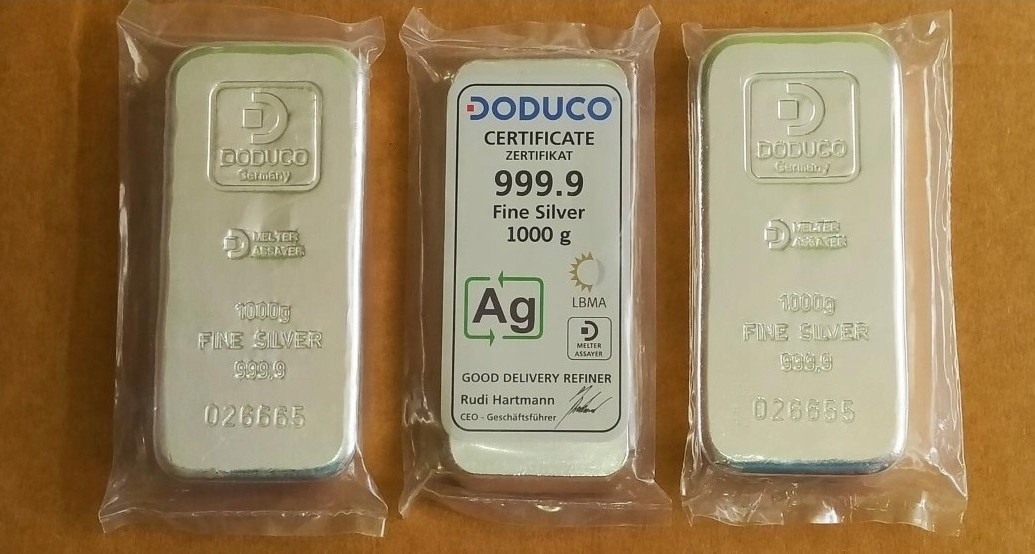 DODUCO
Germany
MELTER
ASSAYER
1000g
FINE SILVER
999,9
026665
DODUCO
CERTIFICATE
ZERTIFIKAT
999.9
Fine Silver
1000 g
Ag
LBMA
MELTER
ASSAYER
GOOD DELIVERY REFINER
Rudi Hartmann
CEO - Geschäftsführer
DODUCO
Germany
MELTER
ASSAYER
1000g
FINE SILVER
999,9
026655